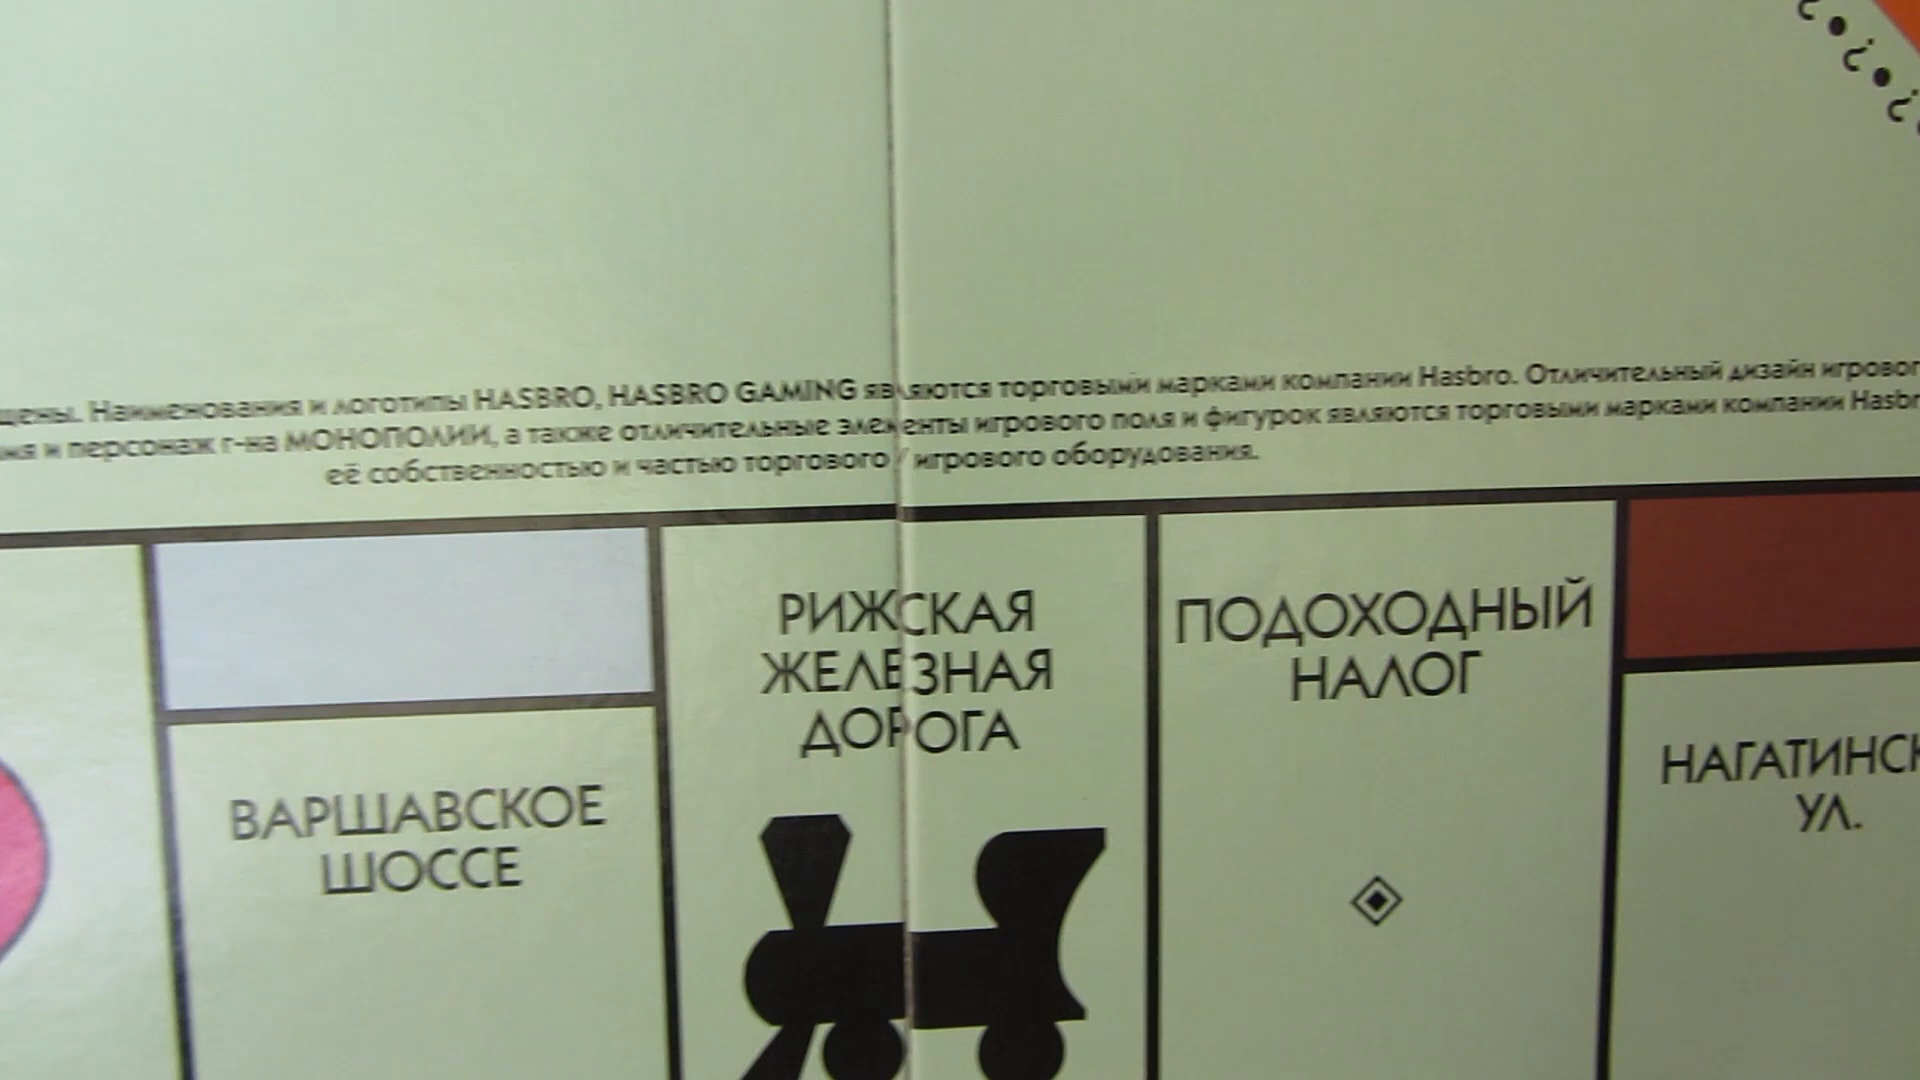 щены. Наименования и логотипы HASBRO, HASBRO GAMING являются торговыми марками компании Hasbro. Отличительный дизайн игровог
ния и персонаж г-на МОНОПОЛИИ, а также отличительные элементы игрового поля и фигурок являются торговыми марками компании Hasbr
её собственностью и частью торгового / игрового оборудования.
ВАРШАВСКОЕ
ШОССЕ
РИЖСКАЯ
ЖЕЛЕЗНАЯ
ДОРОГА
ПОДОХОДНЫЙ
НАЛОГ
НАГАТИНСК
УЛ.